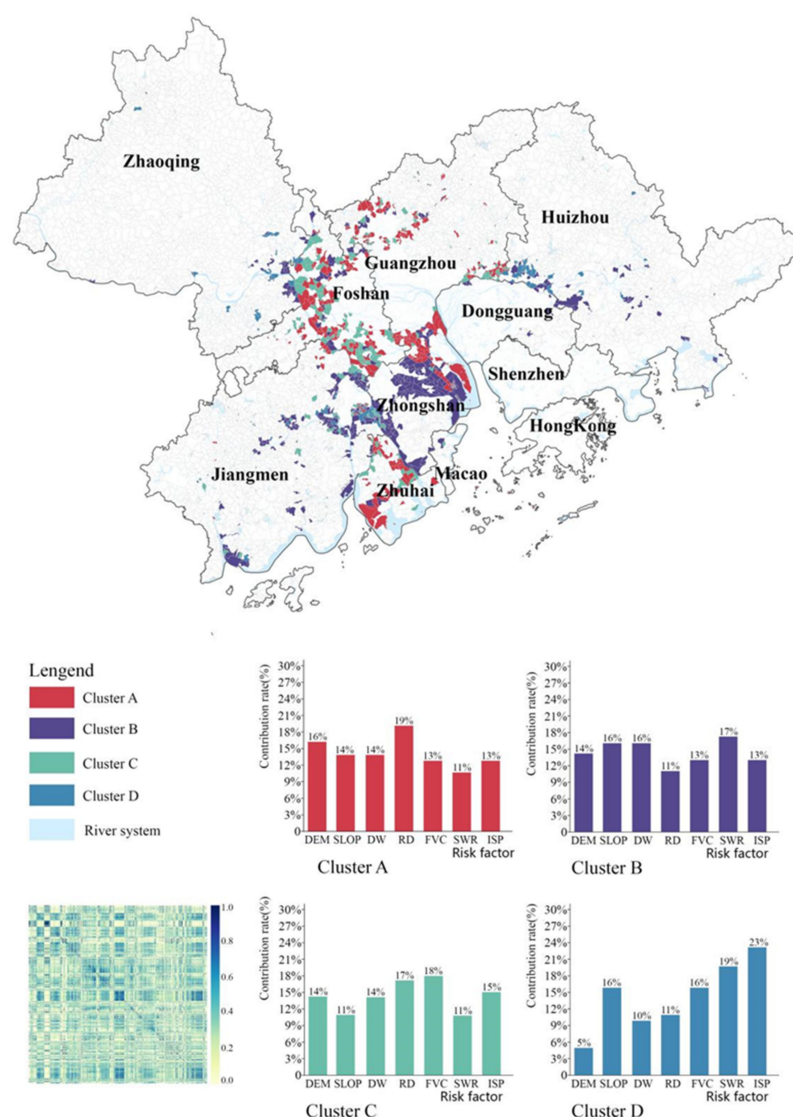 Zhaoqing
Huizhou
Guangzhou
Foshan
Dongguang
Shenzhen
Zhongshan
HongKong
Jiangmen
Macao
Zhuhai
Lengend
Cluster A
Cluster B
Cluster C
Cluster D
River system
1.0
0.8
0.6
0.4
0.2
0.0
Contribution rate(%)
30%
27%
24%
21%
18%
15%
12%
9%
6%
3%
0
16% 14% 14% 19% 13% 11% 13%
DEM SLOP DW RD FVC SWR ISP
Risk factor
Cluster A
Contribution rate(%)
30%
27%
24%
21%
18%
15%
12%
9%
6%
3%
0
14% 16% 16% 11% 13% 17% 13%
DEM SLOP DW RD FVC SWR ISP
Risk factor
Cluster B
Contribution rate(%)
30%
27%
24%
21%
18%
15%
12%
9%
6%
3%
0
14% 11% 14% 17% 18% 11% 15%
DEM SLOP DW RD FVC SWR ISP
Risk factor
Cluster C
Contribution rate(%)
30%
27%
24%
21%
18%
15%
12%
9%
6%
3%
0
5% 16% 10% 11% 16% 19% 23%
DEM SLOP DW RD FVC SWR ISP
Risk factor
Cluster D